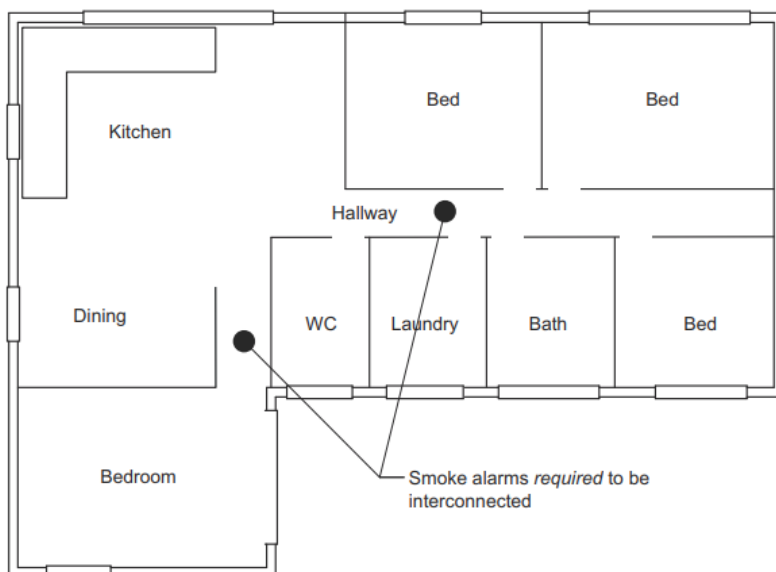 Bed
Bed
Kitchen
Hallway
Dining
WC
Laundry
Bath
Bed
Bedroom
Smoke alarms required to be
interconnected